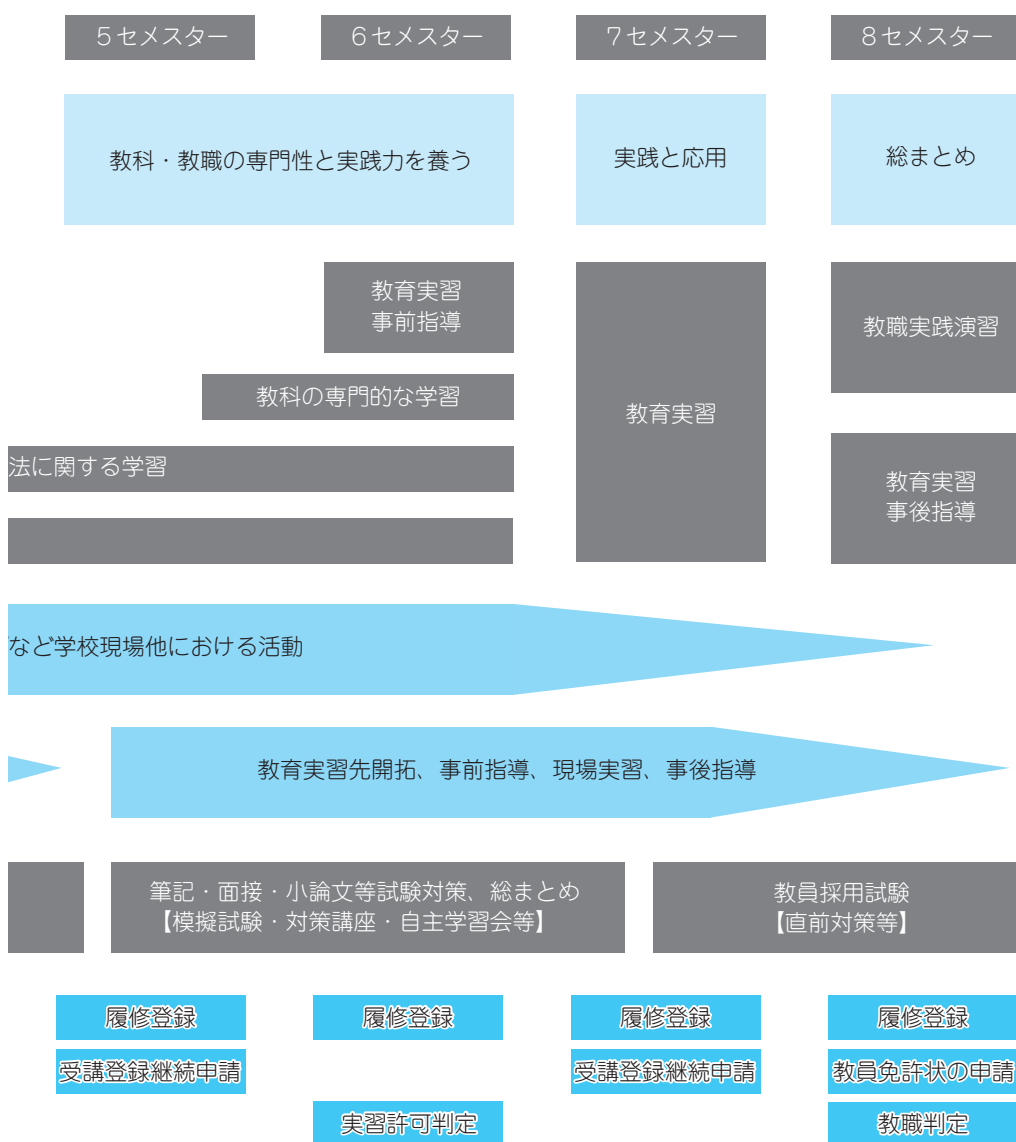 ５セメスター
６セメスター
７セメスター
８セメスター
教科・教職の専門性と実践力を養う
実践と応用
総まとめ
教育実習
事前指導
教科の専門的な学習
法に関する学習
教育実習
教職実践演習
教育実習
事後指導
など学校現場他における活動
教育実習先開拓、事前指導、現場実習、事後指導
筆記・面接・小論文等試験対策、総まとめ
【模擬試験・対策講座・自主学習会等】
教員採用試験
【直前対策等】
履修登録
履修登録
履修登録
履修登録
受講登録継続申請
受講登録継続申請
教員免許状の申請
実習許可判定
教職判定